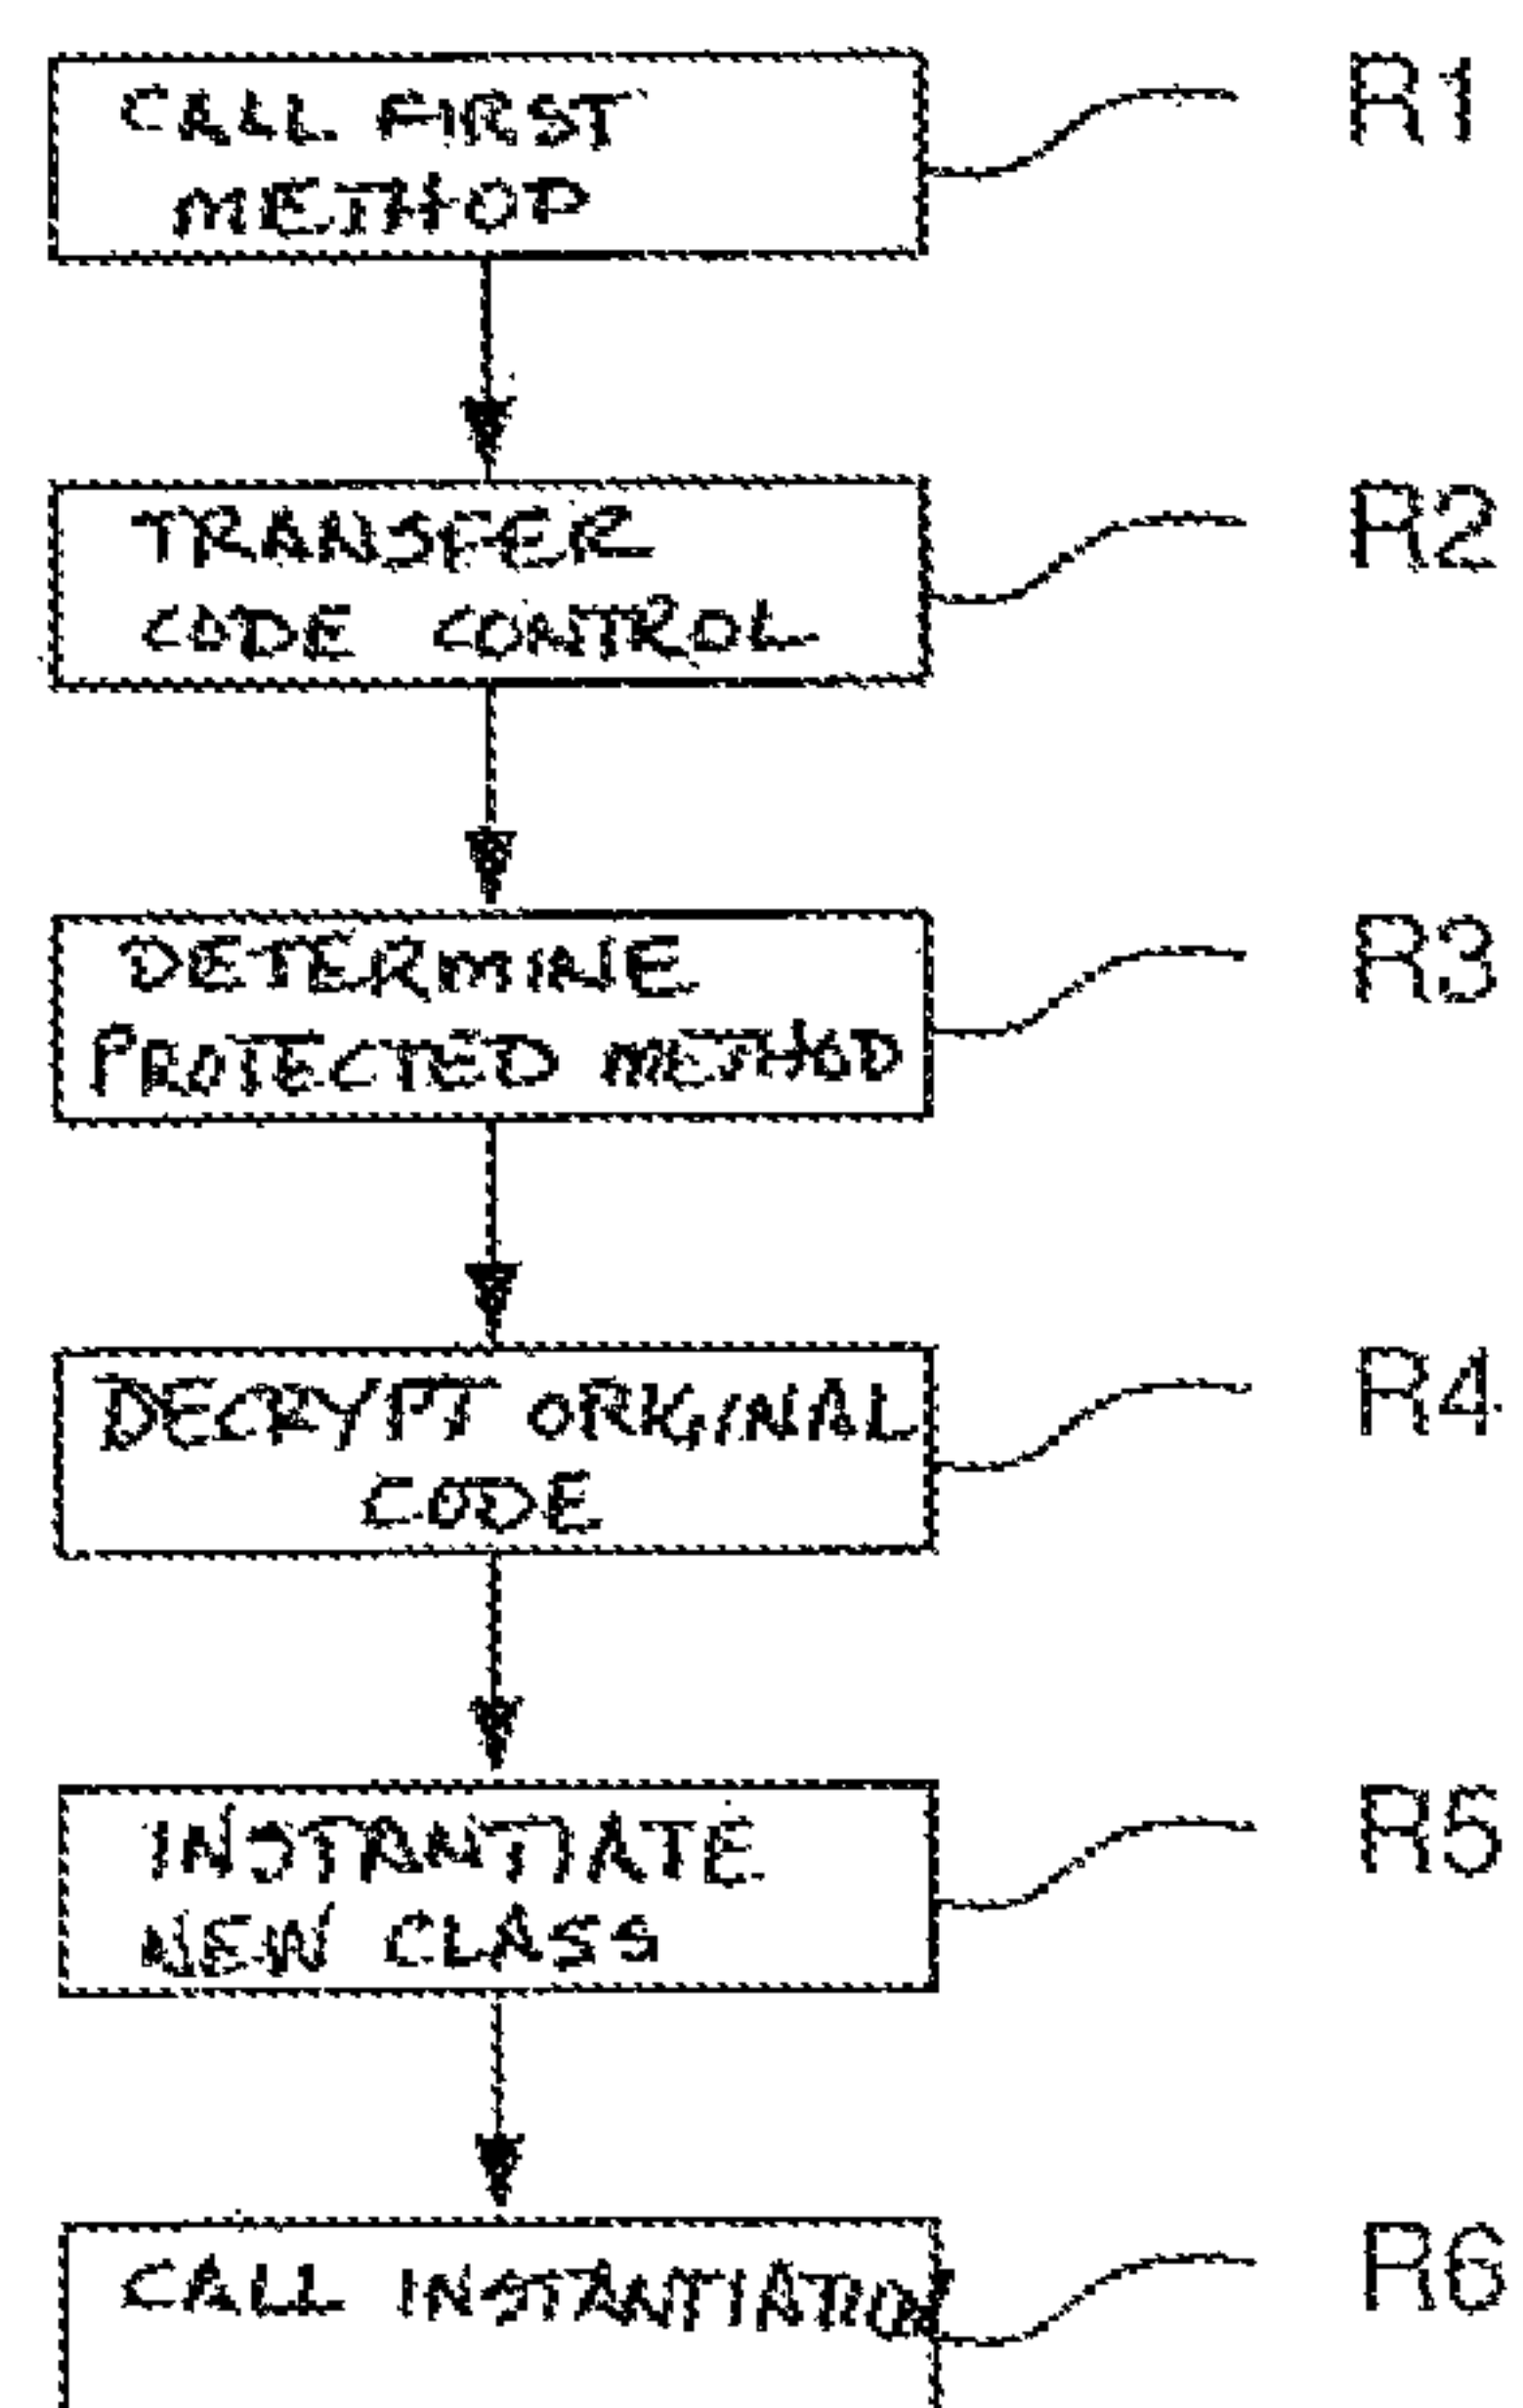 CALL FIRST
METHOD
R1
TRANSFER
CODE CONTROL
R2
DETERMINE
PROTECTED METHOD
R3
DECRYPT ORIGINAL
CODE
R4
INSTANTIATE
NEW CLASS
R5
CALL INSTANTIATION
R6